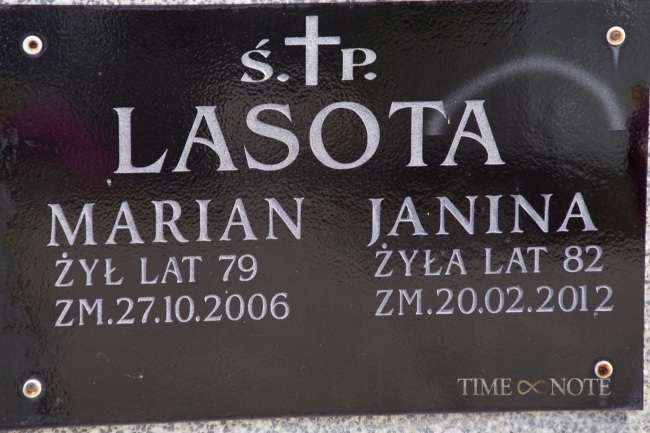 Ś.P.
LASOTA
MARIAN JANINA
ŻYŁ LAT 79 ŻYŁA LAT 82
ZM.27.10.2006 ZM.20.02.2012
TIME NOTE